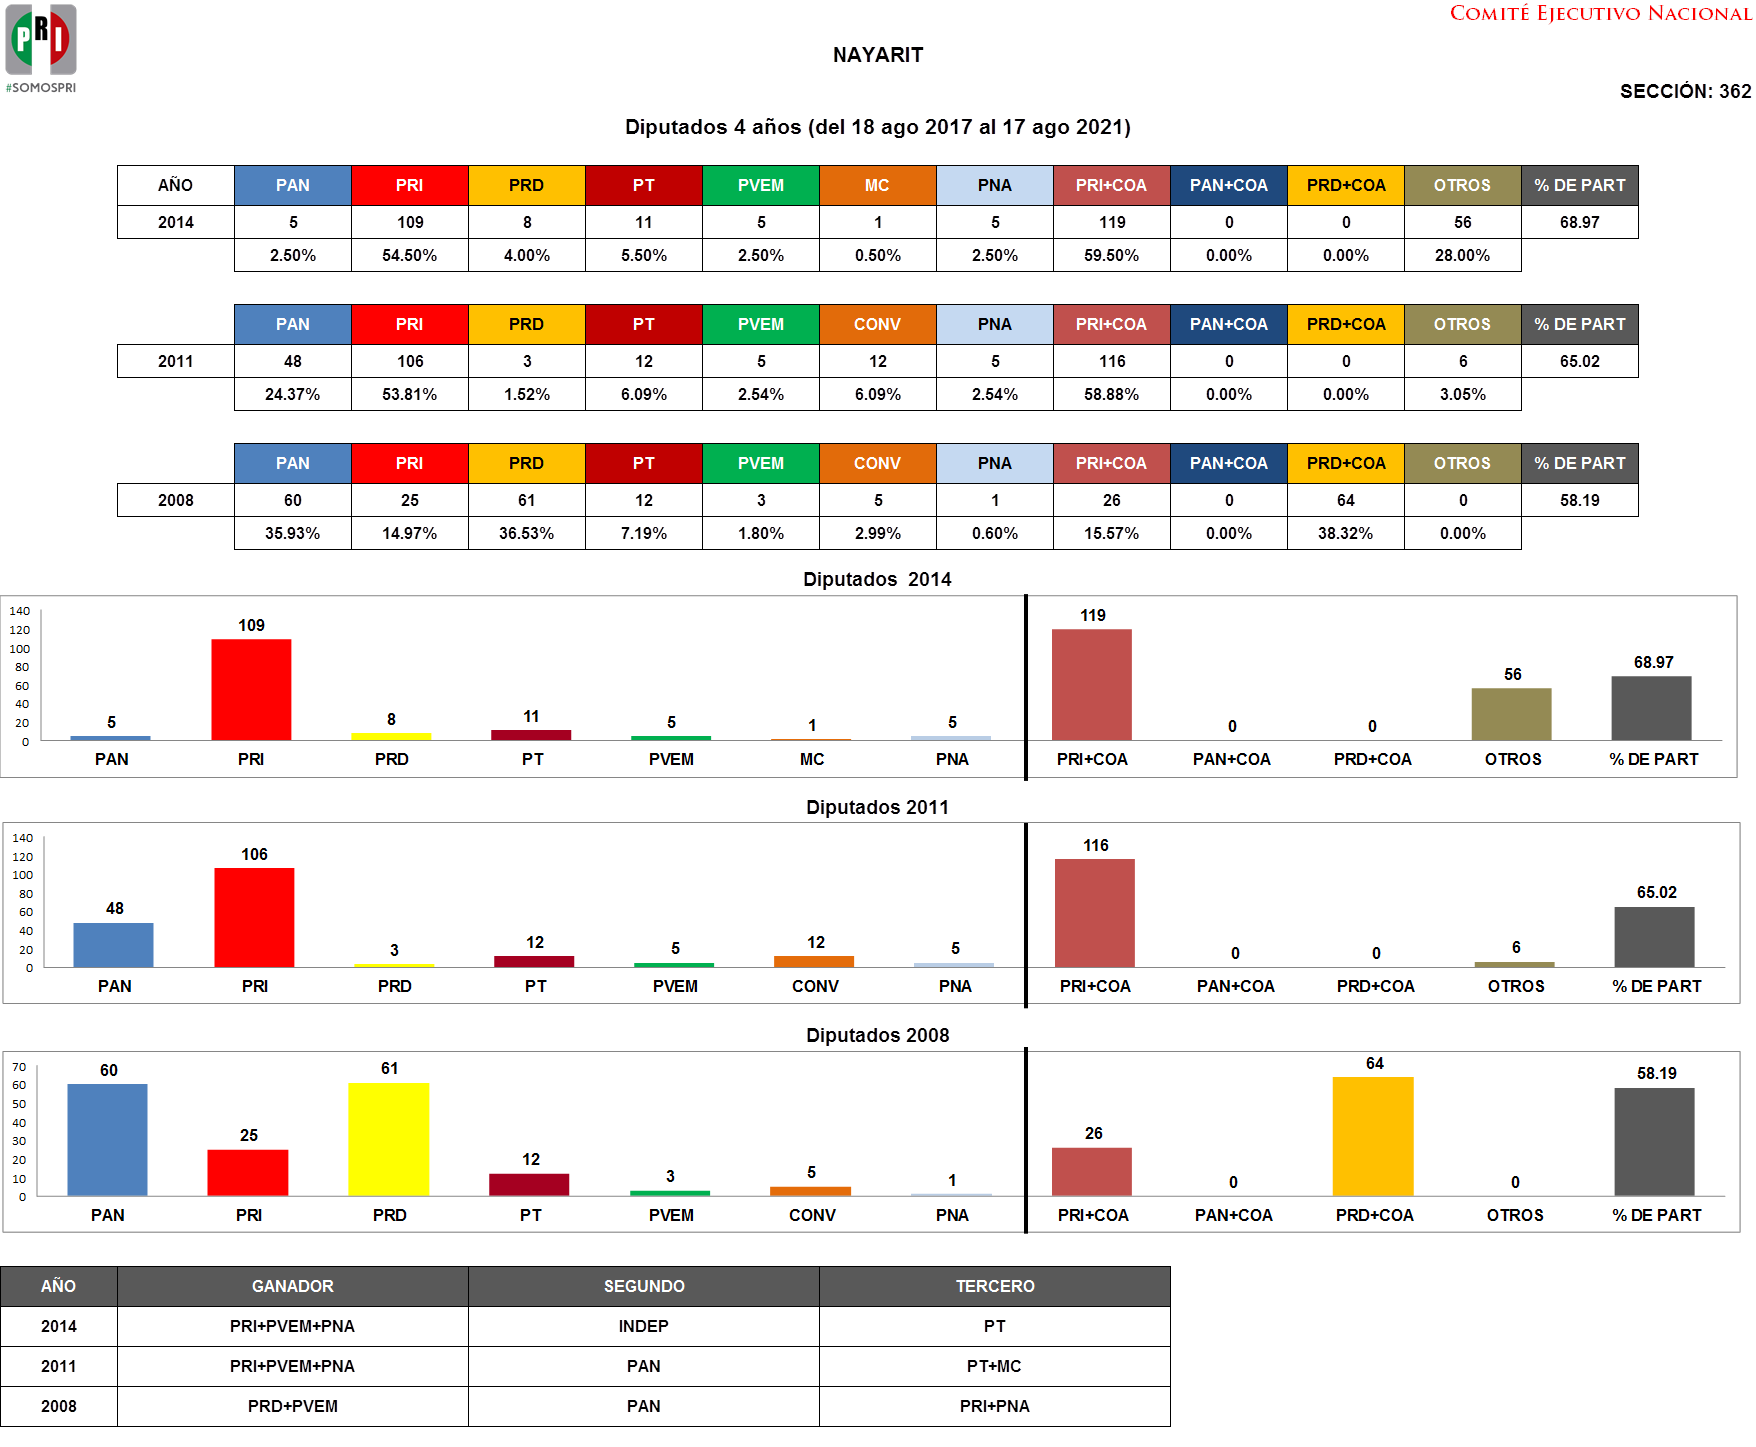 PRI
#SOMOSPRI
COMITÉ EJECUTIVO NACIONAL
NAYARIT
SECCIÓN: 362
Diputados 4 años (del 18 ago 2017 al 17 ago 2021)
AÑO PAN PRI PRD PT PVEM MC PNA PRI+COA PAN+COA PRD+COA OTROS % DE PART
2014 5 109 8 11 5 1 5 119 0 0 56 68.97
2.50% 54.50% 4.00% 5.50% 2.50% 0.50% 2.50% 59.50% 0.00% 0.00% 28.00%
PAN PRI PRD PT PVEM CONV PNA PRI+COA PAN+COA PRD+COA OTROS % DE PART
2011 48 106 3 12 5 12 5 116 0 0 6 65.02
24.37% 53.81% 1.52% 6.09% 2.54% 6.09% 2.54% 58.88% 0.00% 0.00% 3.05%
PAN PRI PRD PT PVEM CONV PNA PRI+COA PAN+COA PRD+COA OTROS % DE PART
2008 60 25 61 12 3 5 1 26 0 64 0 58.19
35.93% 14.97% 36.53% 7.19% 1.80% 2.99% 0.60% 15.57% 0.00% 38.32% 0.00%
Diputados 2014
140
120
100
80
60
40
20
0
5 109 8 11 5 1 5 119 0 0 56 68.97
PAN PRI PRD PT PVEM MC PNA PRI+COA PAN+COA PRD+COA OTROS % DE PART
Diputados 2011
140
120
100
80
60
40
20
0
48 106 3 12 5 12 5 116 0 0 6 65.02
PAN PRI PRD PT PVEM CONV PNA PRI+COA PAN+COA PRD+COA OTROS % DE PART
Diputados 2008
70
60
50
40
30
20
10
0
60 25 61 12 3 5 1 26 0 64 0 58.19
PAN PRI PRD PT PVEM CONV PNA PRI+COA PAN+COA PRD+COA OTROS % DE PART
AÑO GANADOR SEGUNDO TERCERO
2014 PRI+PVEM+PNA INDEP PT
2011 PRI+PVEM+PNA PAN PT+MC
2008 PRD+PVEM PAN PRI+PNA